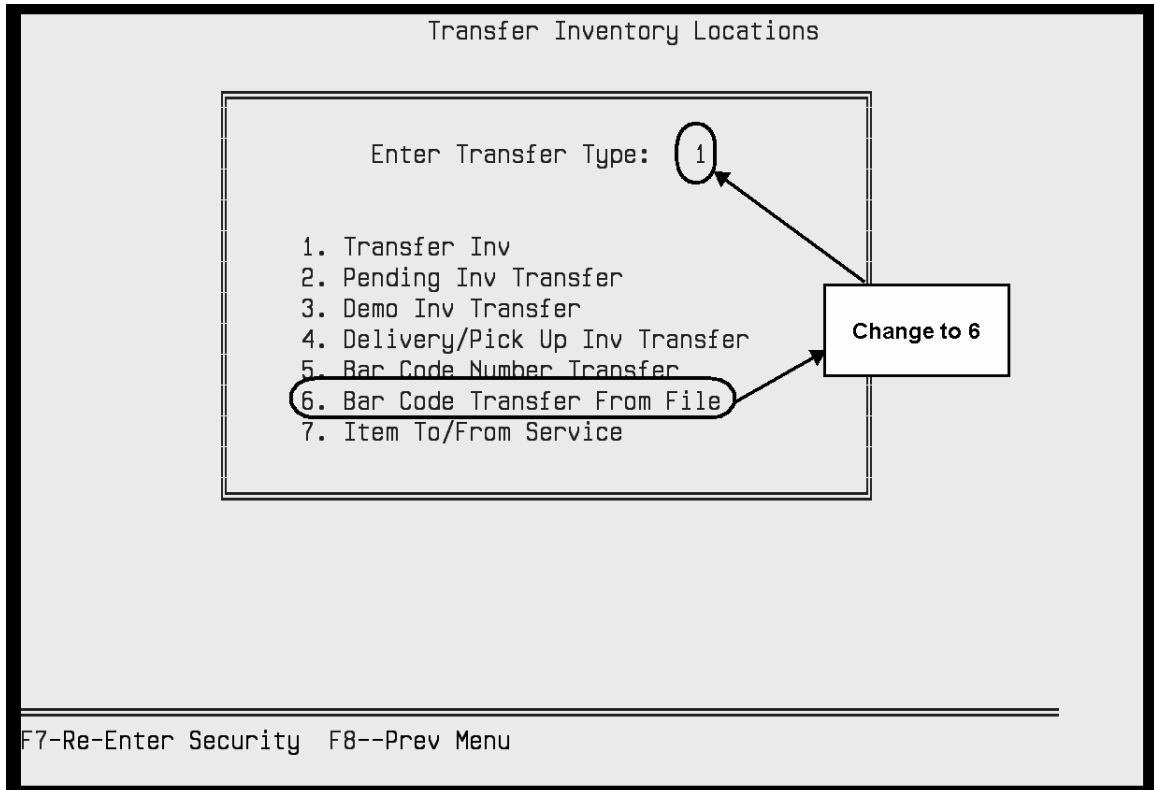 Transfer Inventory Locations
Enter Transfer Type: 1
1. Transfer Inv
2. Pending Inv Transfer
3. Demo Inv Transfer
4. Delivery/Pick Up Inv Transfer
Change to 6
5. Bar Code Number Transfer
6. Bar Code Transfer From File
7. Item To/From Service
F7-Re-Enter Security F8--Prev Menu